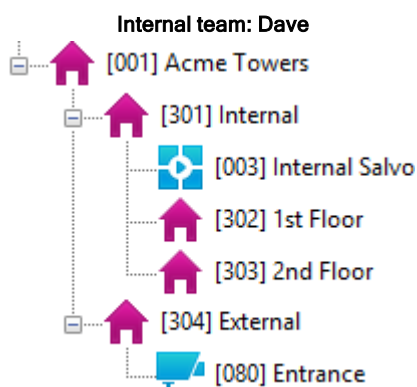 Internal team: Dave
[001] Acme Towers
[301] Internal
[003] Internal Salvo
[302] 1st Floor
[303] 2nd Floor
[304] External
[080] Entrance